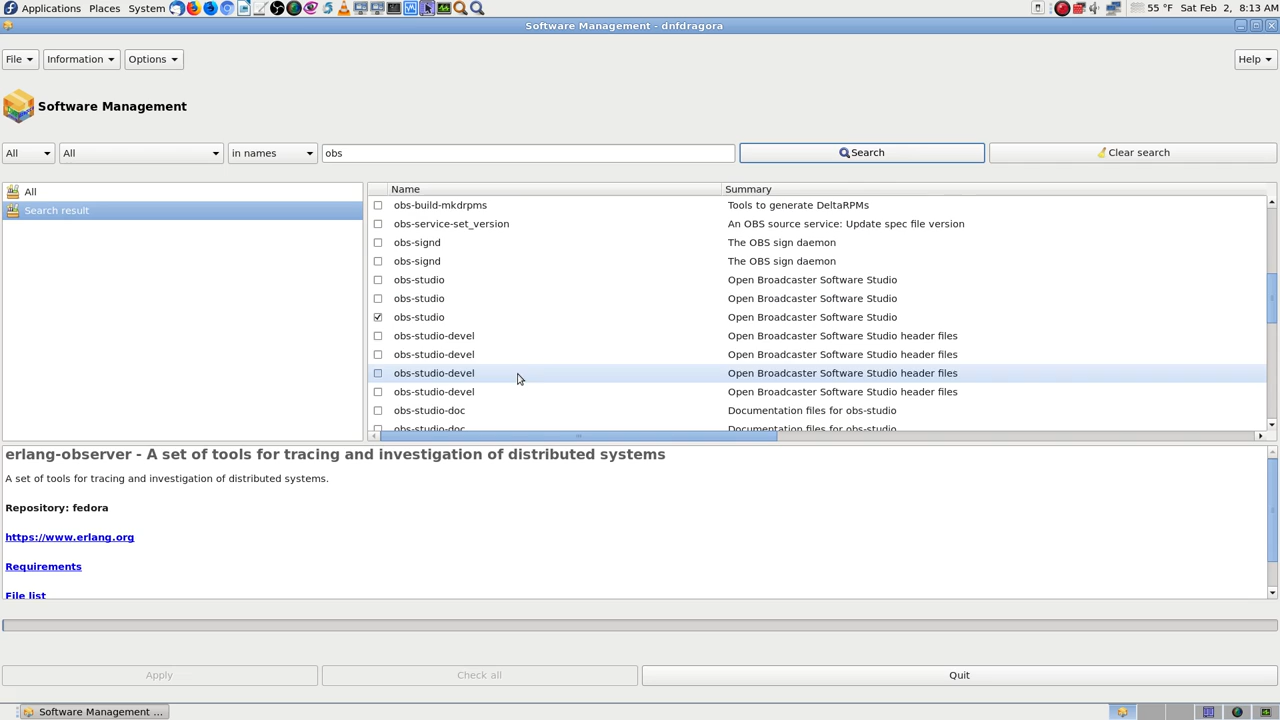 Applications Places System 55 °F Sat Feb 2, 8:13 AM
Software Management - dnfdragora
File Information Options Help
Software Management
All All in names obs Search Clear search
All
Search result
Name Summary
obs-build-mkdrpms Tools to generate DeltaRPMs
obs-service-set_version An OBS source service: Update spec file version
obs-signd The OBS sign daemon
obs-signd The OBS sign daemon
obs-studio Open Broadcaster Software Studio
obs-studio Open Broadcaster Software Studio
obs-studio Open Broadcaster Software Studio
obs-studio-devel Open Broadcaster Software Studio header files
obs-studio-devel Open Broadcaster Software Studio header files
obs-studio-devel Open Broadcaster Software Studio header files
obs-studio-devel Open Broadcaster Software Studio header files
obs-studio-doc Documentation files for obs-studio
obs-studio-doc Documentation files for obs-studio
erlang-observer - A set of tools for tracing and investigation of distributed systems
A set of tools for tracing and investigation of distributed systems.
Repository: fedora
https://www.erlang.org
Requirements
File list
Apply Check all Quit
Software Management ...